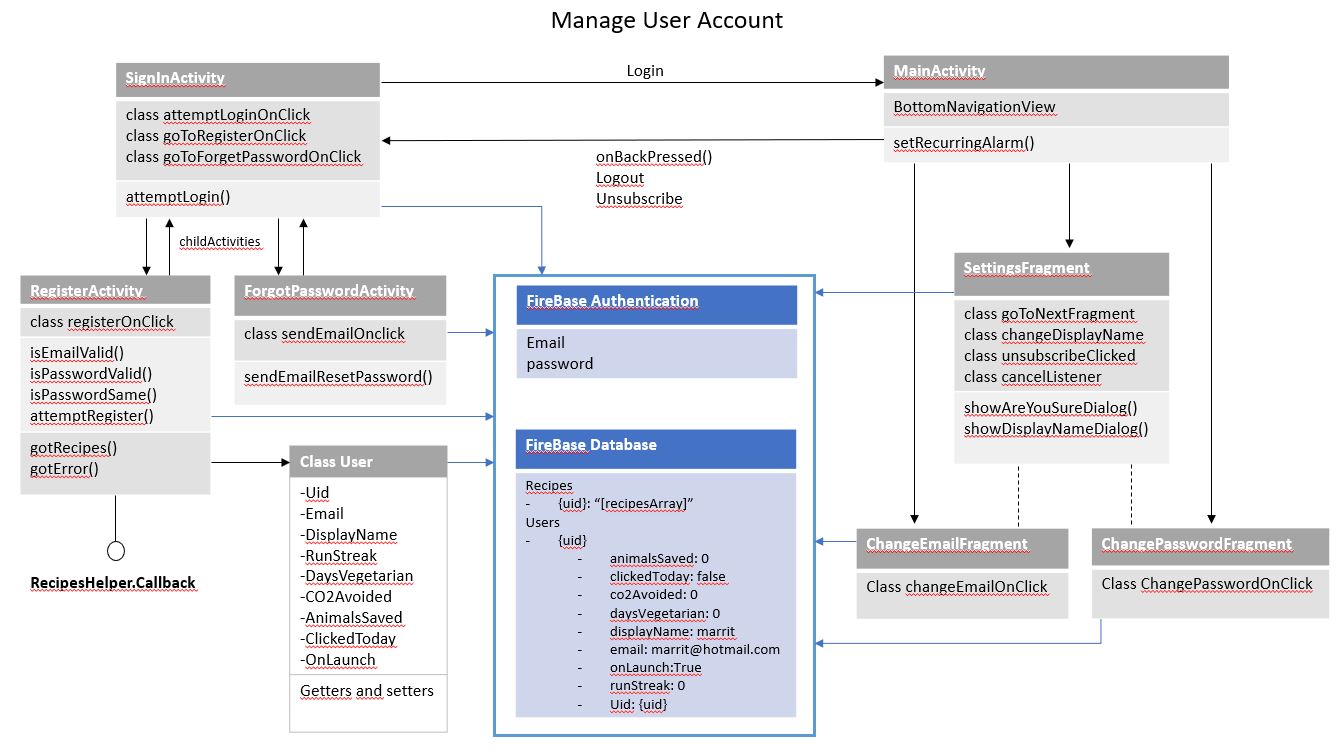 Manage User Account
SignInActivity
class attemptLoginOnClick
class goToRegisterOnClick
class goToForgetPasswordOnClick
attemptLogin()
Login
MainActivity
BottomNavigationView
setRecurringAlarm()
onBackPressed()
Logout
Unsubscribe
childActivities
RegisterActivity
class registerOnClick
isEmailValid()
isPasswordValid()
isPasswordSame()
attemptRegister()
gotRecipes()
gotError()
RecipesHelper.Callback
ForgotPasswordActivity
class sendEmailOnclick
sendEmailResetPassword()
Class User
-Uid
-Email
-DisplayName
-RunStreak
-DaysVegetarian
-CO2Avoided
-AnimalsSaved
-ClickedToday
-OnLaunch
Getters and setters
FireBase Authentication
Email
password
FireBase Database
Recipes
- {uid}: “[recipesArray]”
Users
- {uid}
- animalsSaved: 0
- clickedToday: false
- co2Avoided: 0
- daysVegetarian: 0
- displayName: marrit
- email: marrit@hotmail.com
- onLaunch:True
- runStreak: 0
- Uid: {uid}
SettingsFragment
class goToNextFragment
class changeDisplayName
class unsubscribeClicked
class cancelListener
showAreYouSureDialog()
showDisplayNameDialog()
ChangeEmailFragment
Class changeEmailOnClick
ChangePasswordFragment
Class ChangePasswordOnClick